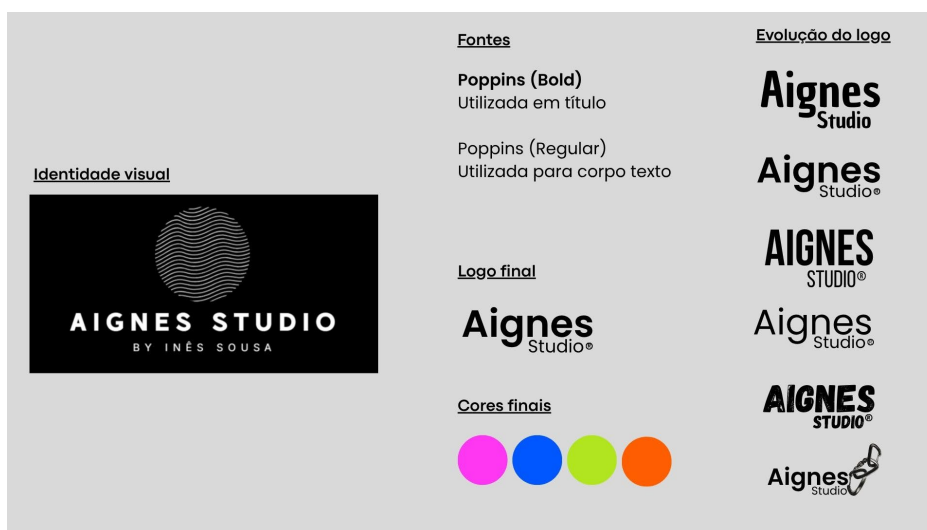 Identidade visual
AIGNES STUDIO
BY INÊS SOUSA
Fontes
Poppins (Bold)
Utilizada em título
Poppins (Regular)
Utilizada para corpo texto
Logo final
Aignes
Studio®
Cores finais
Evolução do logo
Aignes
Studio
Aignes
Studio®
AIGNES
STUDIO®
Aignes
Studio®
AIGNES
STUDIO®
Aignes
Studio